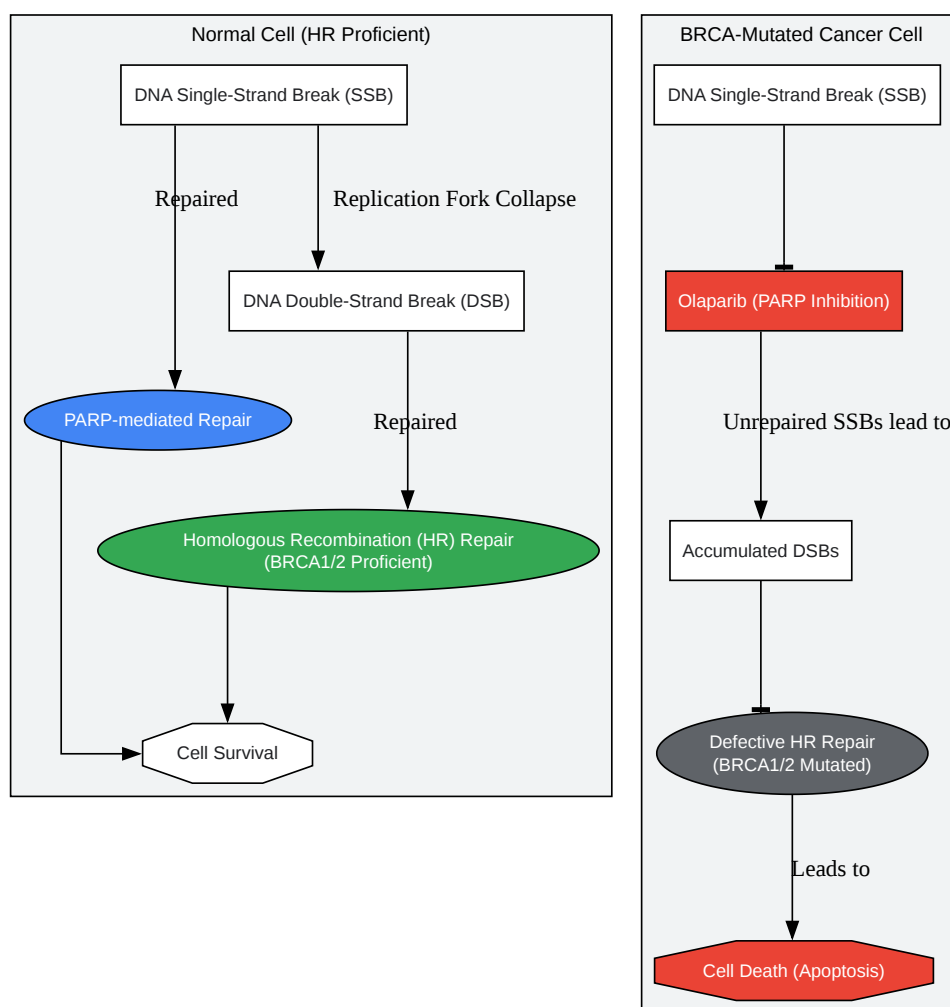 Normal Cell (HR Proficient)
DNA Single-Strand Break (SSB)
Repaired
Replication Fork Collapse
DNA Double-Strand Break (DSB)
PARP-mediated Repair
Repaired
Homologous Recombination (HR) Repair
(BRCA1/2 Proficient)
Cell Survival
BRCA-Mutated Cancer Cell
DNA Single-Strand Break (SSB)
Olaparib (PARP Inhibition)
Unrepaired SSBs lead to
Accumulated DSBs
Defective HR Repair
(BRCA1/2 Mutated)
Leads to
Cell Death (Apoptosis)